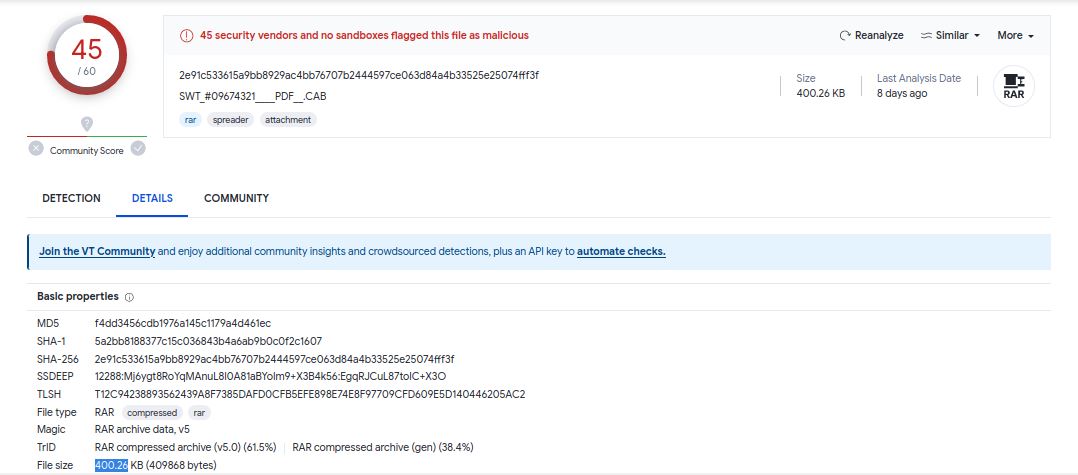 45
/ 60
Community Score
45 security vendors and no sandboxes flagged this file as malicious
Reanalyze Similar More
2e91c533615a9bb8929ac4bb76707b2444597ce063d84a4b33525e25074fff3f
SWT_#09674321____PDF__.CAB
rar spreader attachment
Size
400.26 KB
Last Analysis Date
8 days ago
RAR
DETECTION DETAILS COMMUNITY
Join the VT Community and enjoy additional community insights and crowdsourced detections, plus an API key to automate checks.
Basic properties
MD5 f4dd3456cdb1976a145c1179a4d461ec
SHA-1 5a2bb8188377c15c036843b4a6ab9b0c0f2c1607
SHA-256 2e91c533615a9bb8929ac4bb76707b2444597ce063d84a4b33525e25074fff3f
SSDEEP 12288:Mj6ygt8RoYqMAnuL8I0A81aBYolm9+X3B4k56:EgqRJCuL87tolC+X3O
TLSH T12C94238893562439A8F7385DAFD0CFB5EFE898E74E8F97709CFD609E5D140446205AC2
File type RAR compressed rar
Magic RAR archive data, v5
TrID RAR compressed archive (v5.0) (61.5%) RAR compressed archive (gen) (38.4%)
File size 400.26 KB (409868 bytes)